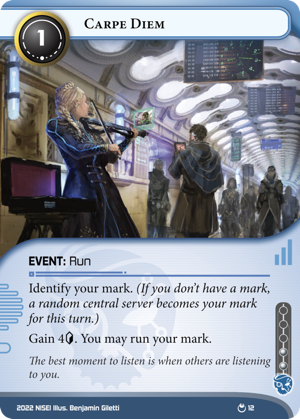 1
CARPE DIEM
EVENT: Run
Identify your mark. (If you don't have a mark,
a random central server becomes your mark
for this turn.)
Gain 4. You may run your mark.
The best moment to listen is when others are listening
to you.
2022 NISEI Illus. Benjamin Giletti
12